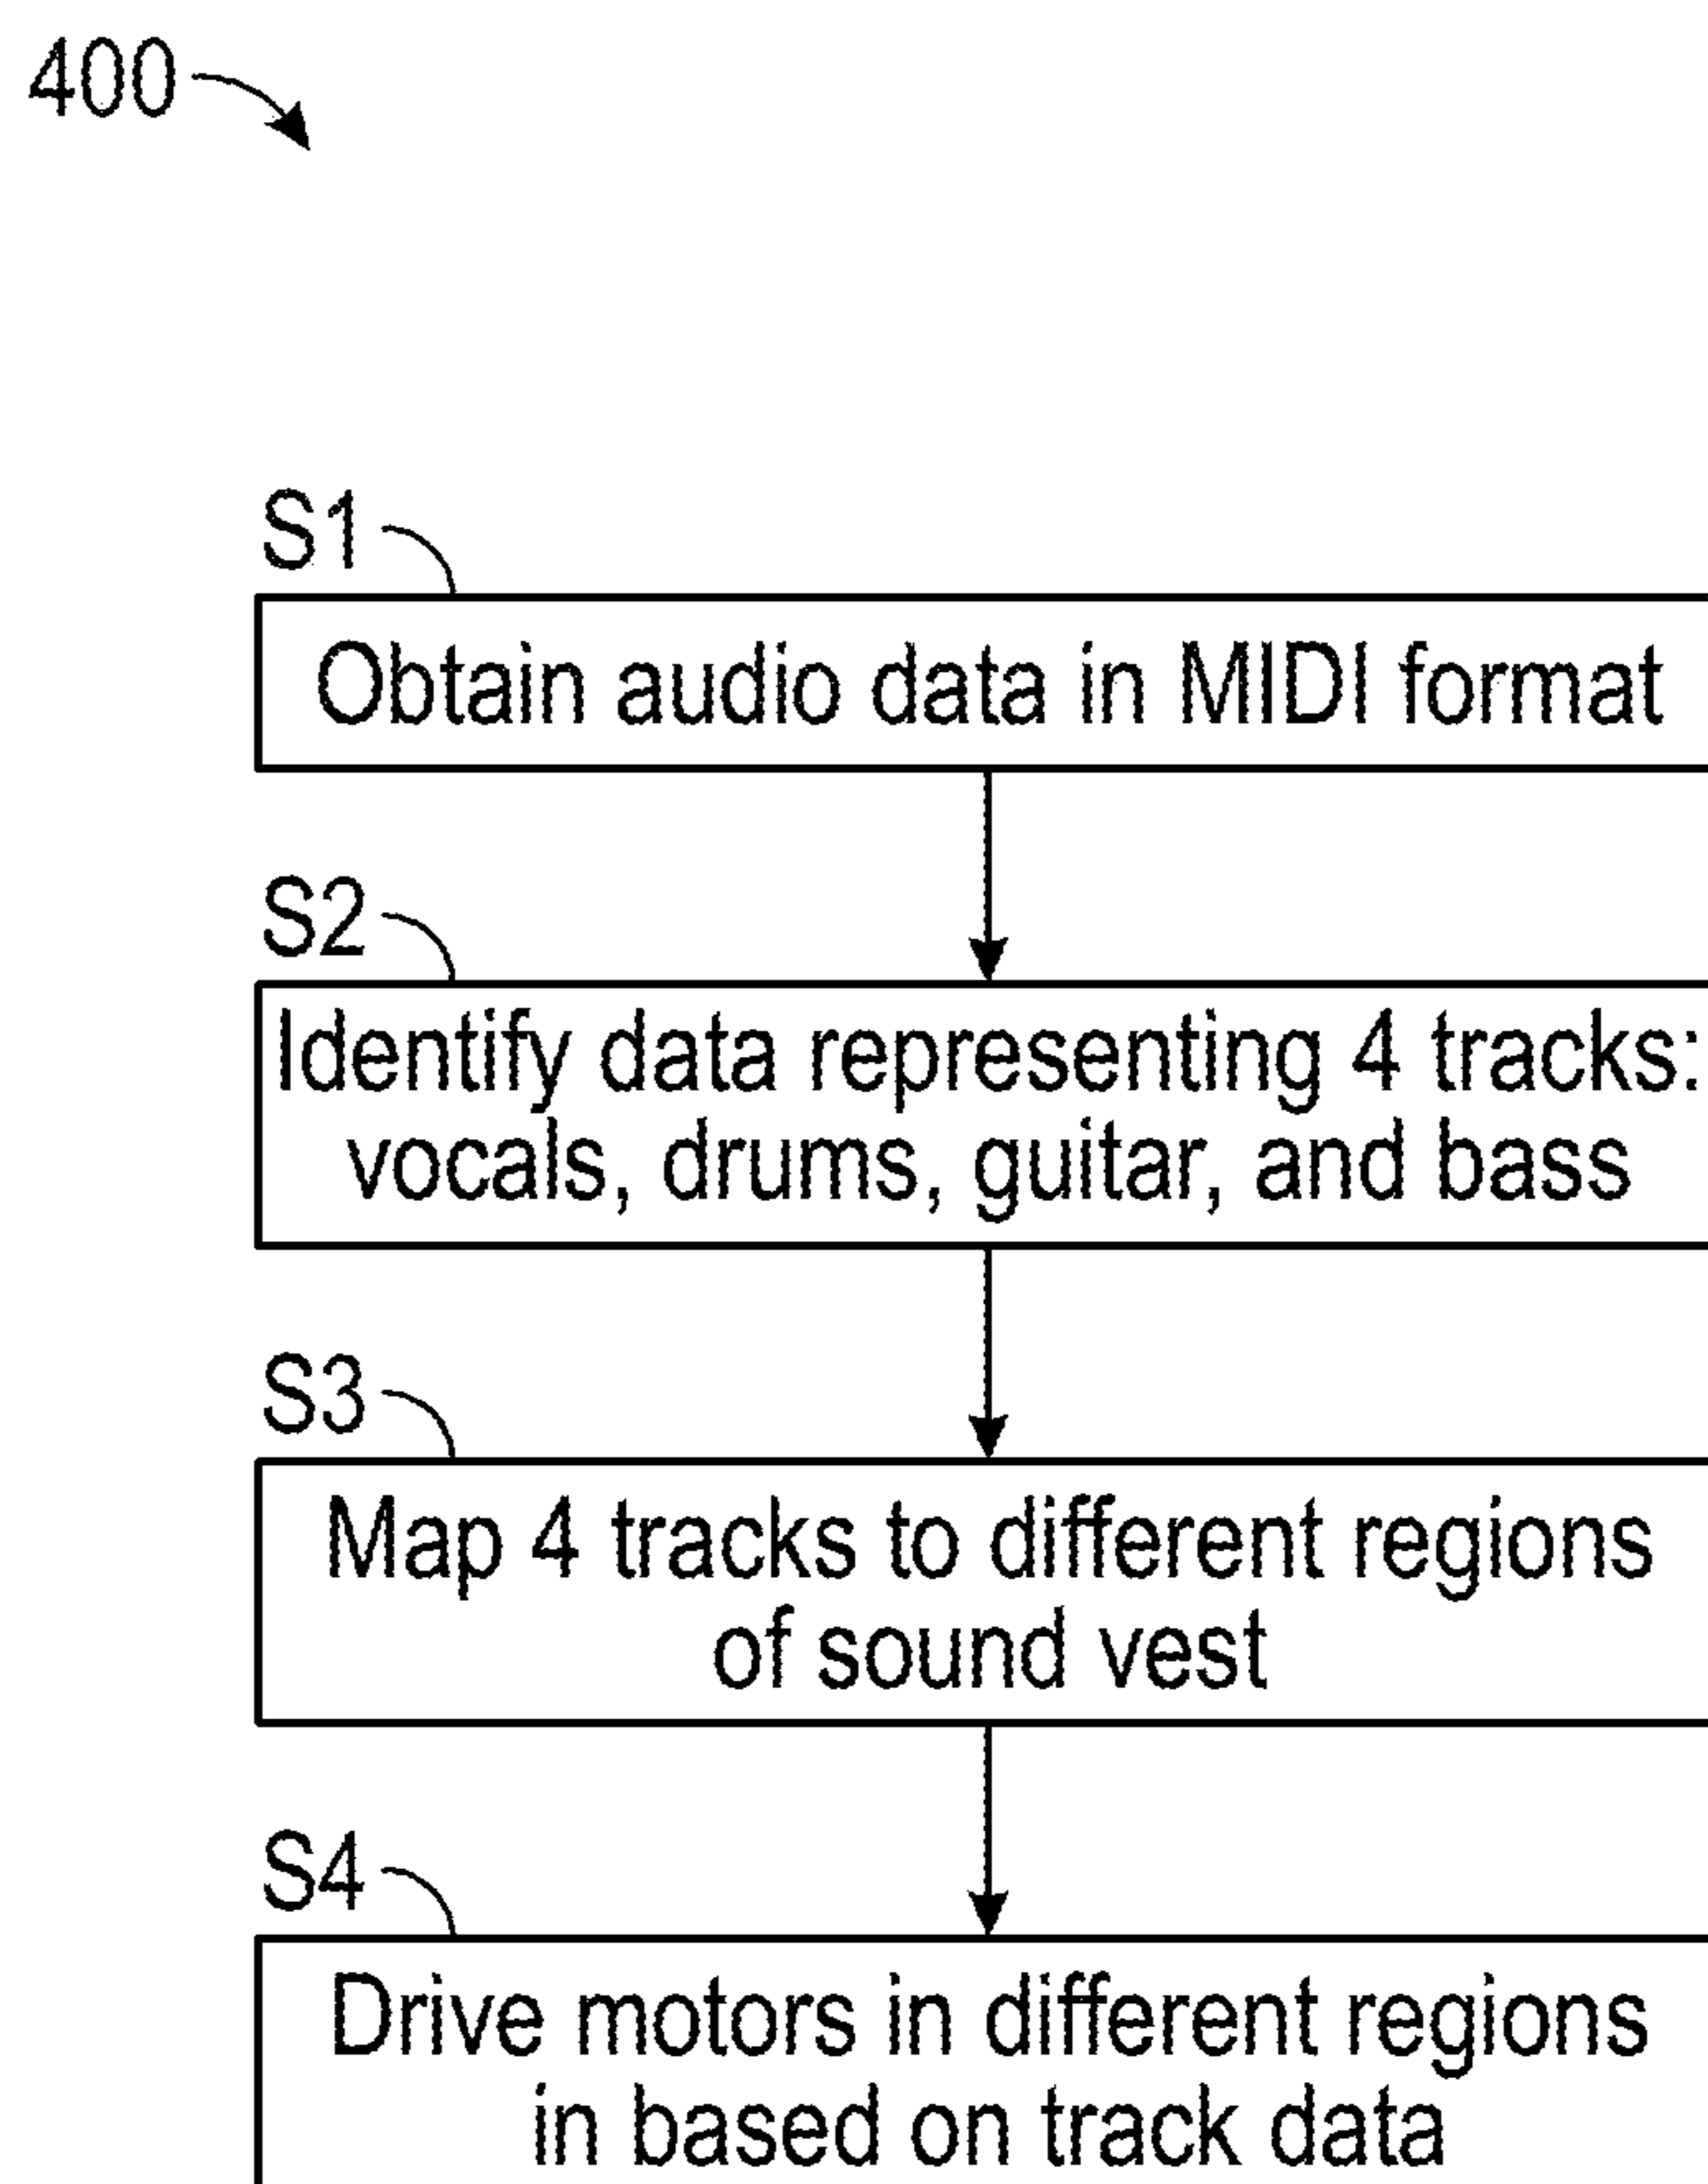 400
S1
Obtain audio data in MIDI format
S2
Identify data representing 4 tracks:
vocals, drums, guitar, and bass
S3
Map 4 tracks to different regions
of sound vest
S4
Drive motors in different regions
in based on track data